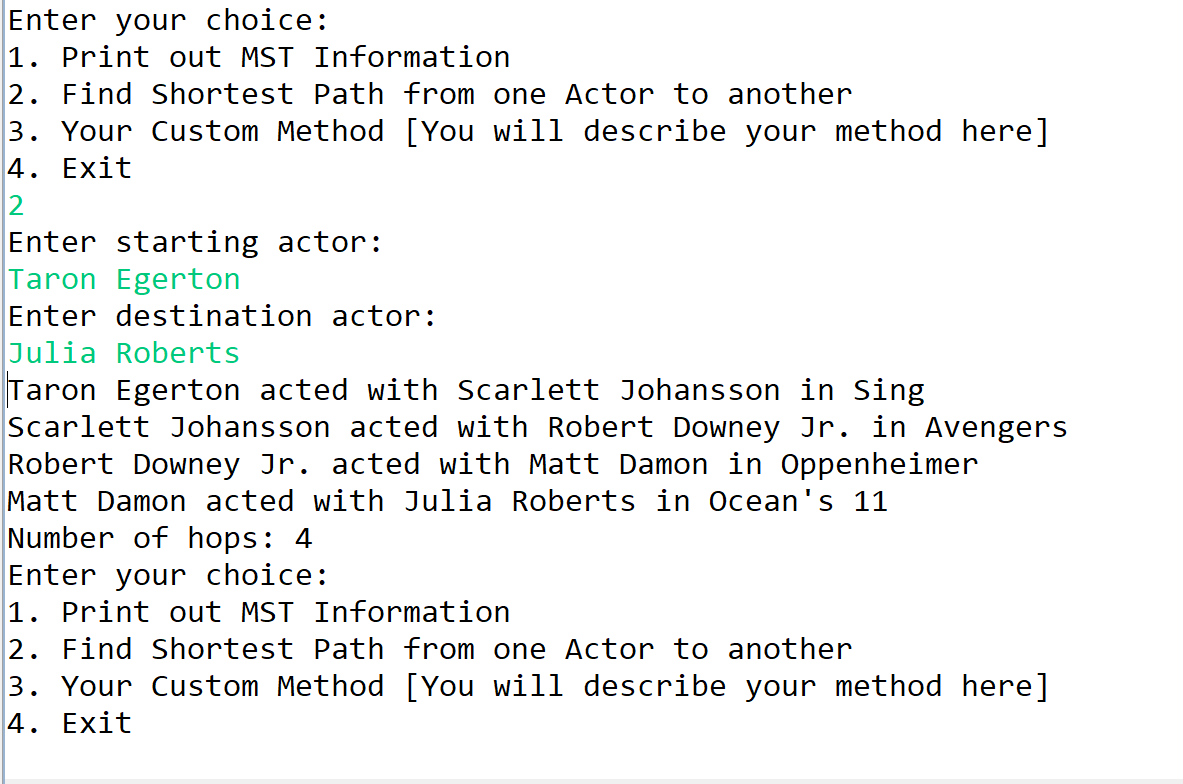 Enter your choice:
1. Print out MST Information
2. Find Shortest Path from one Actor to another
3. Your Custom Method [You will describe your method here]
4. Exit
2
Enter starting actor:
Taron Egerton
Enter destination actor:
Julia Roberts
Taron Egerton acted with Scarlett Johansson in Sing
Scarlett Johansson acted with Robert Downey Jr. in Avengers
Robert Downey Jr. acted with Matt Damon in Oppenheimer
Matt Damon acted with Julia Roberts in Ocean's 11
Number of hops: 4
Enter your choice:
1. Print out MST Information
2. Find Shortest Path from one Actor to another
3. Your Custom Method [You will describe your method here]
4. Exit